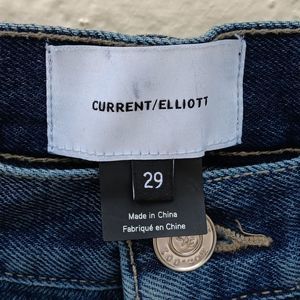 CURRENT/ELLIOTT
29
Made in China
Fabriqué en Chine